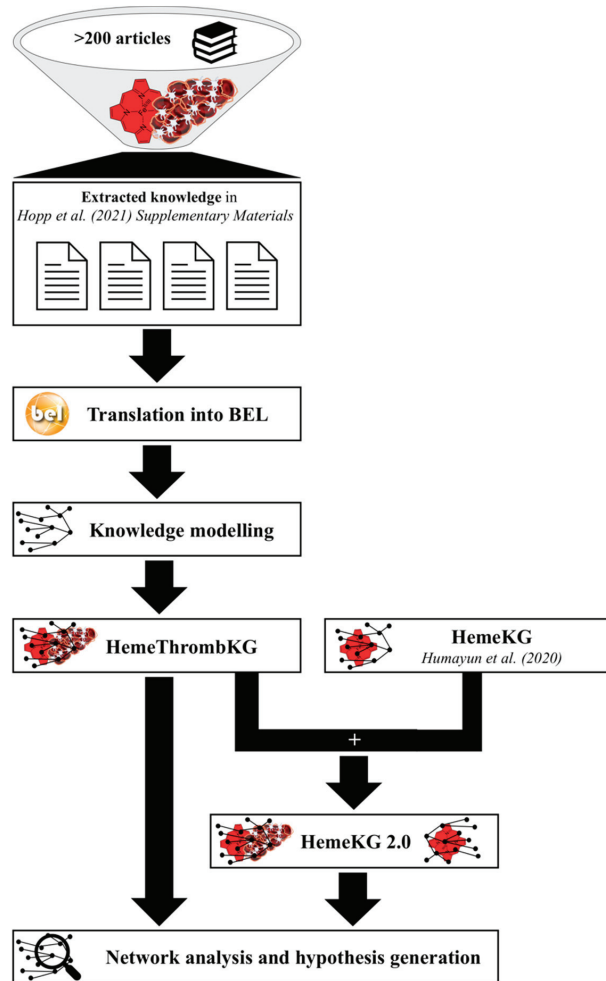 >200 articles
Extracted knowledge in
Hopp et al. (2021) Supplementary Materials
bel
Translation into BEL
Knowledge modelling
HemeThrombKG
HemeKG
Humayun et al. (2020)
+
HemeKG 2.0
Network analysis and hypothesis generation